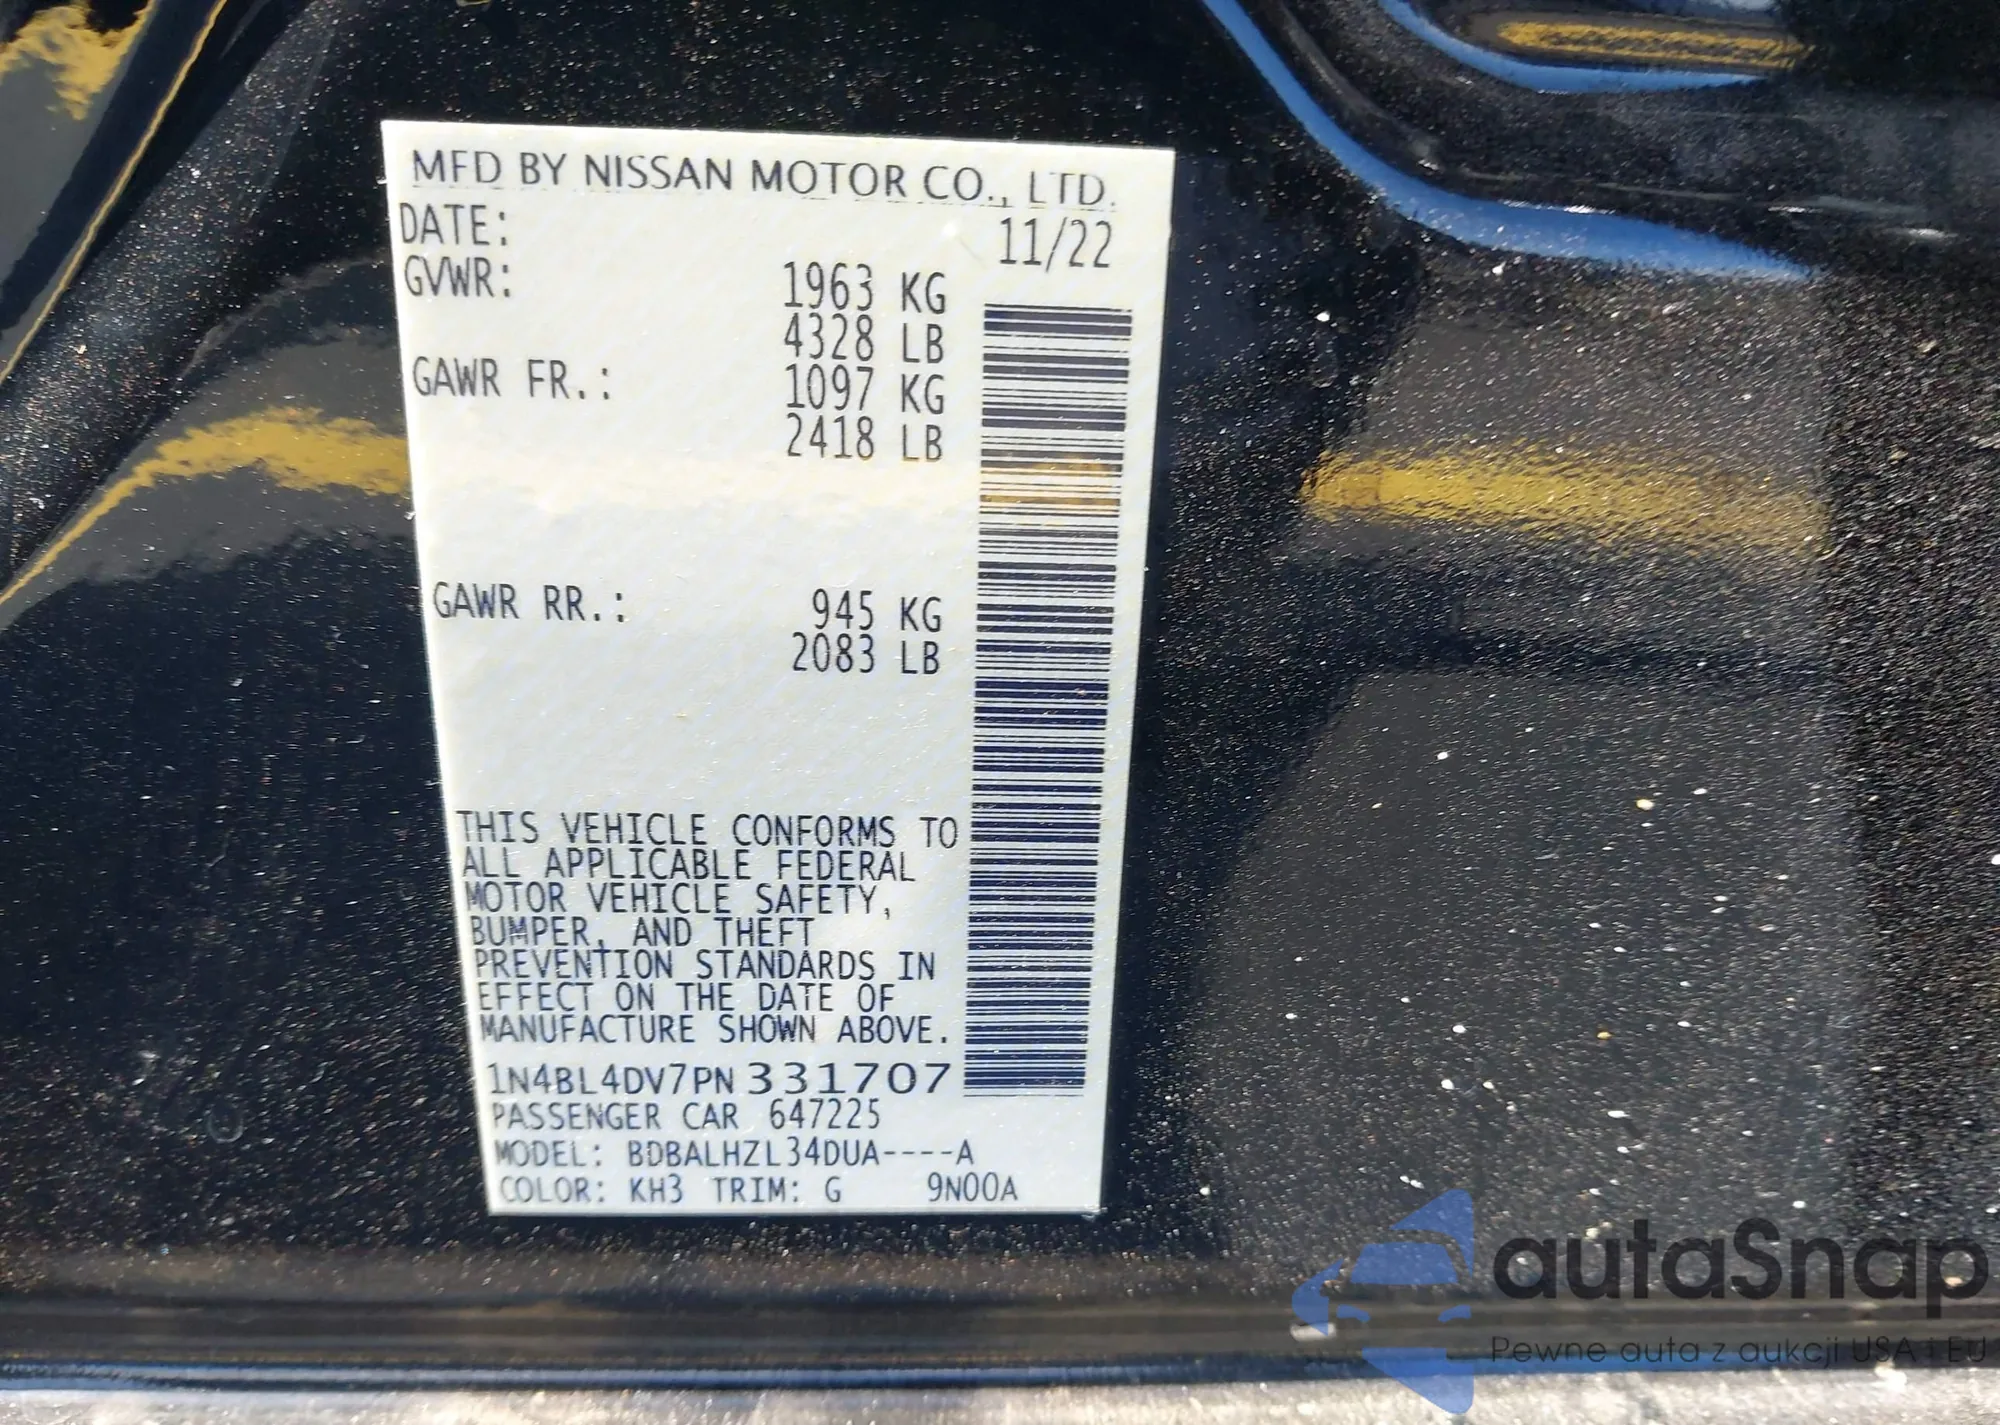 MFD BY NISSAN MOTOR CO., LTD.
DATE: 11/22
GVWR: 1963 KG
4328 LB
GAWR FR.: 1097 KG
2418 LB
GAWR RR.: 945 KG
2083 LB
THIS VEHICLE CONFORMS TO
ALL APPLICABLE FEDERAL
MOTOR VEHICLE SAFETY,
BUMPER, AND THEFT
PREVENTION STANDARDS IN
EFFECT ON THE DATE OF
MANUFACTURE SHOWN ABOVE.
1N4BL4DV7PN331707
PASSENGER CAR 647225
MODEL: BDBALHZL34DUA----A
COLOR: KH3 TRIM: G 9N00A
autaSnap
Pewne auta z aukcji USA i EU